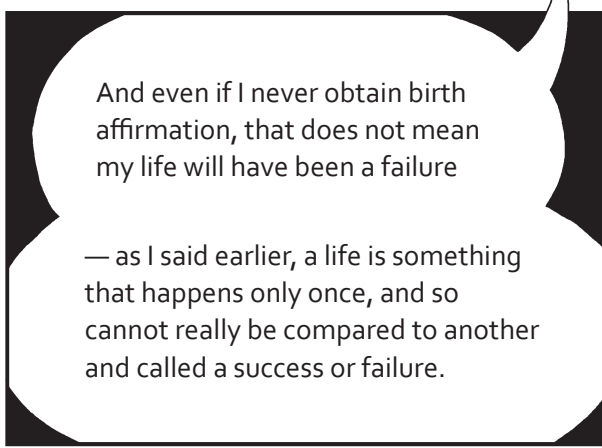 And even if I never obtain birth
affirmation, that does not mean
my life will have been a failure
— as I said earlier, a life is something
that happens only once, and so
cannot really be compared to another
and called a success or failure.